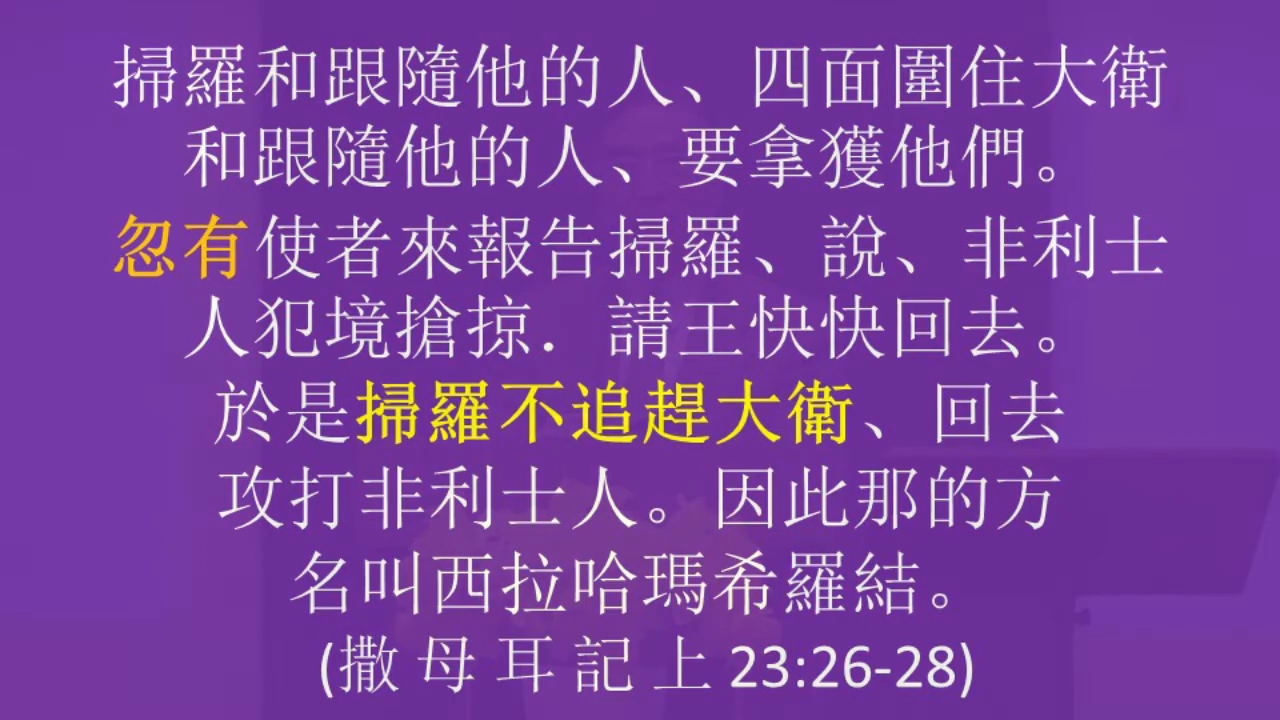 掃羅和跟隨他的人、四面圍住大衛
和跟隨他的人、要拿獲他們。
忽有使者來報告掃羅、說、非利士
人犯境搶掠．請王快快回去。
於是掃羅不追趕大衛、回去
攻打非利士人。因此那的方
名叫西拉哈瑪希羅結。
(撒母耳記上23:26-28)